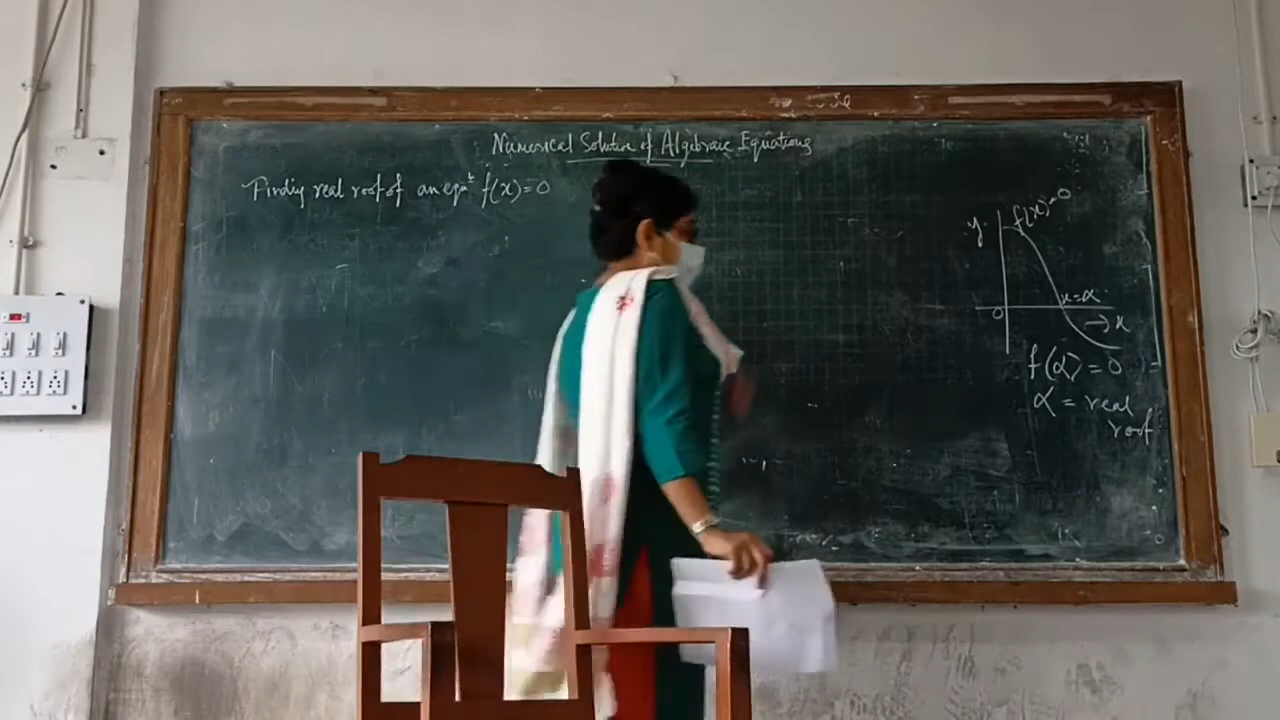 Numerical Solution of Algebraic Equations
Finding real root of an eqn f(x)=0
y
f(x)=0
x=α
0
→x
f(α)=0
α = real
root